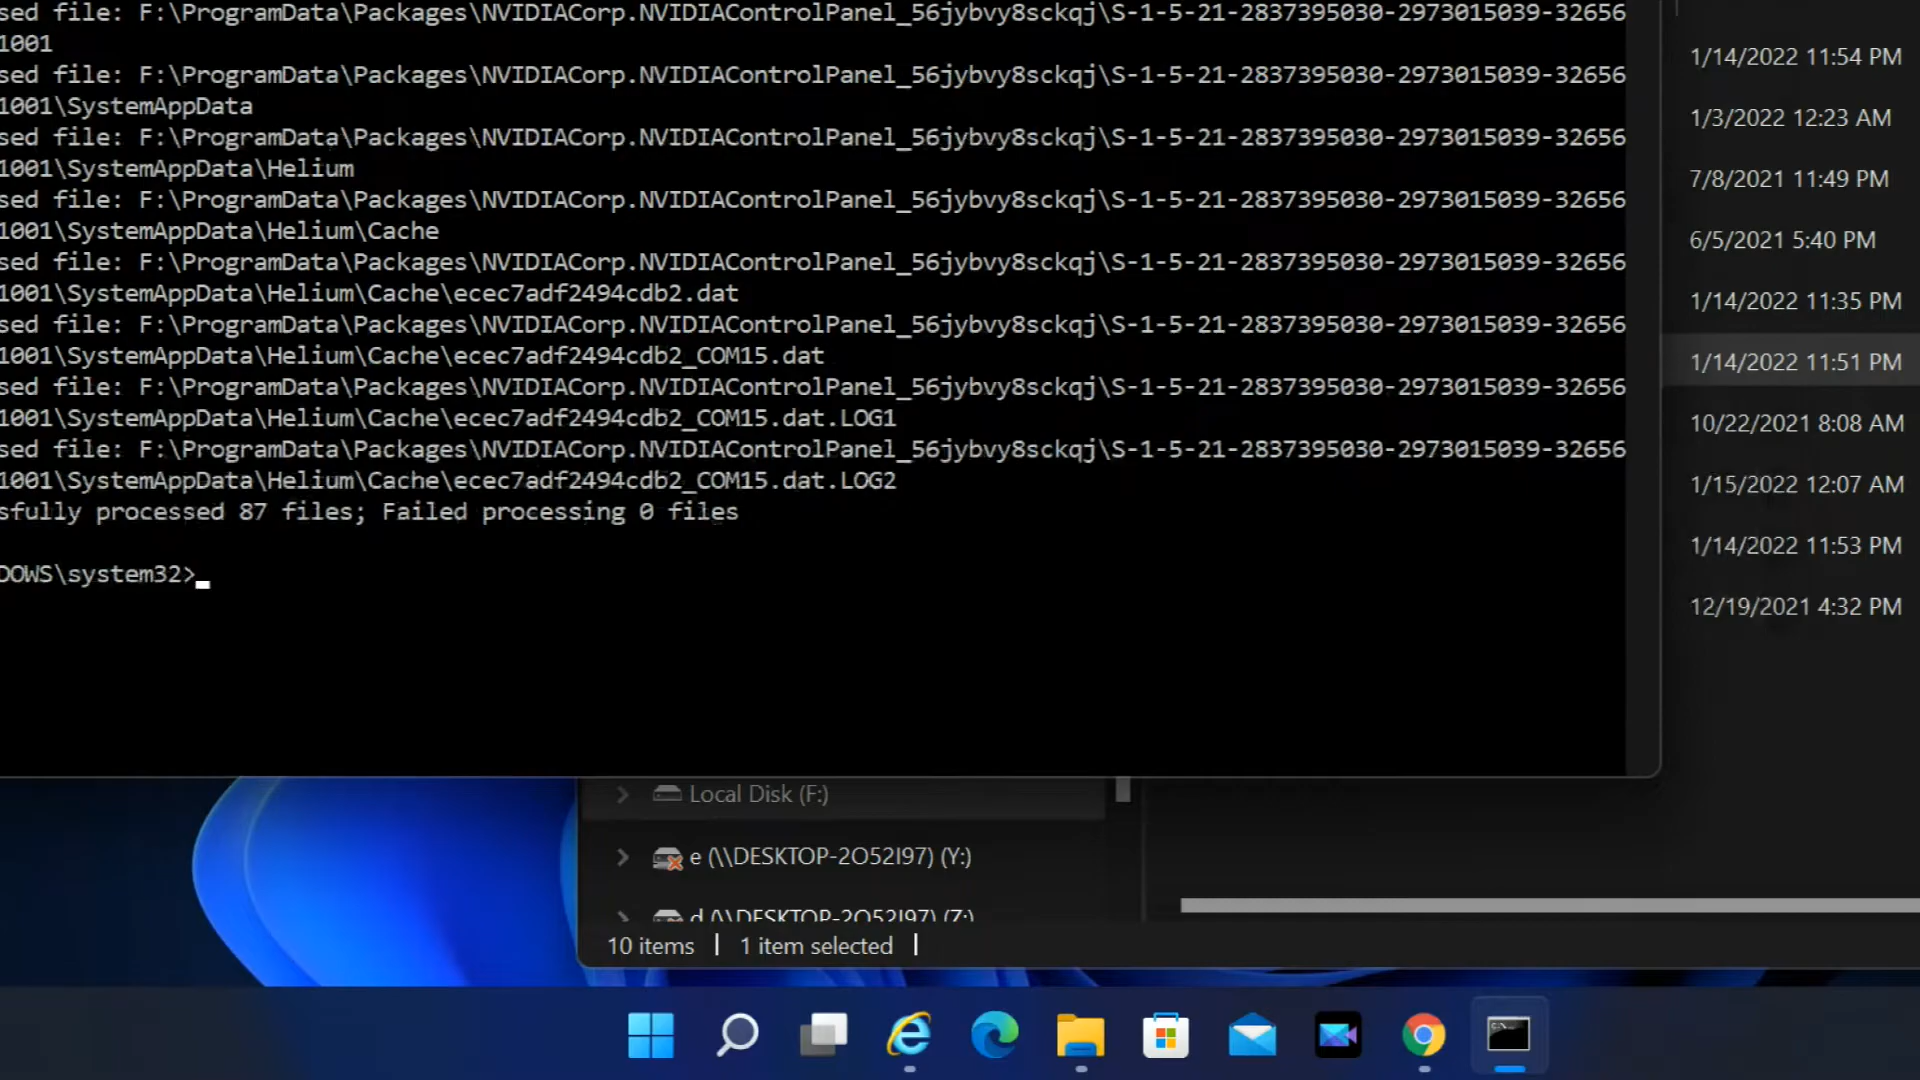 sed file: F:\ProgramData\Packages\NVIDIACorp.NVIDIAControlPanel_56jybvy8sckqj\S-1-5-21-2837395030-2973015039-32656
1001
sed file: F:\ProgramData\Packages\NVIDIACorp.NVIDIAControlPanel_56jybvy8sckqj\S-1-5-21-2837395030-2973015039-32656
1001\SystemAppData
sed file: F:\ProgramData\Packages\NVIDIACorp.NVIDIAControlPanel_56jybvy8sckqj\S-1-5-21-2837395030-2973015039-32656
1001\SystemAppData\Helium
sed file: F:\ProgramData\Packages\NVIDIACorp.NVIDIAControlPanel_56jybvy8sckqj\S-1-5-21-2837395030-2973015039-32656
1001\SystemAppData\Helium\Cache
sed file: F:\ProgramData\Packages\NVIDIACorp.NVIDIAControlPanel_56jybvy8sckqj\S-1-5-21-2837395030-2973015039-32656
1001\SystemAppData\Helium\Cache\ecec7adf2494cdb2.dat
sed file: F:\ProgramData\Packages\NVIDIACorp.NVIDIAControlPanel_56jybvy8sckqj\S-1-5-21-2837395030-2973015039-32656
1001\SystemAppData\Helium\Cache\ecec7adf2494cdb2_COM15.dat
sed file: F:\ProgramData\Packages\NVIDIACorp.NVIDIAControlPanel_56jybvy8sckqj\S-1-5-21-2837395030-2973015039-32656
1001\SystemAppData\Helium\Cache\ecec7adf2494cdb2_COM15.dat.LOG1
sed file: F:\ProgramData\Packages\NVIDIACorp.NVIDIAControlPanel_56jybvy8sckqj\S-1-5-21-2837395030-2973015039-32656
1001\SystemAppData\Helium\Cache\ecec7adf2494cdb2_COM15.dat.LOG2
sfully processed 87 files; Failed processing 0 files
DOWS\system32>
1/14/2022 11:54 PM
1/3/2022 12:23 AM
7/8/2021 11:49 PM
6/5/2021 5:40 PM
1/14/2022 11:35 PM
1/14/2022 11:51 PM
10/22/2021 8:08 AM
1/15/2022 12:07 AM
1/14/2022 11:53 PM
12/19/2021 4:32 PM
Local Disk (F:)
e (\\DESKTOP-2O52I97) (Y:)
d (\\DESKTOP-2O52I97) (Z:)
10 items
1 item selected